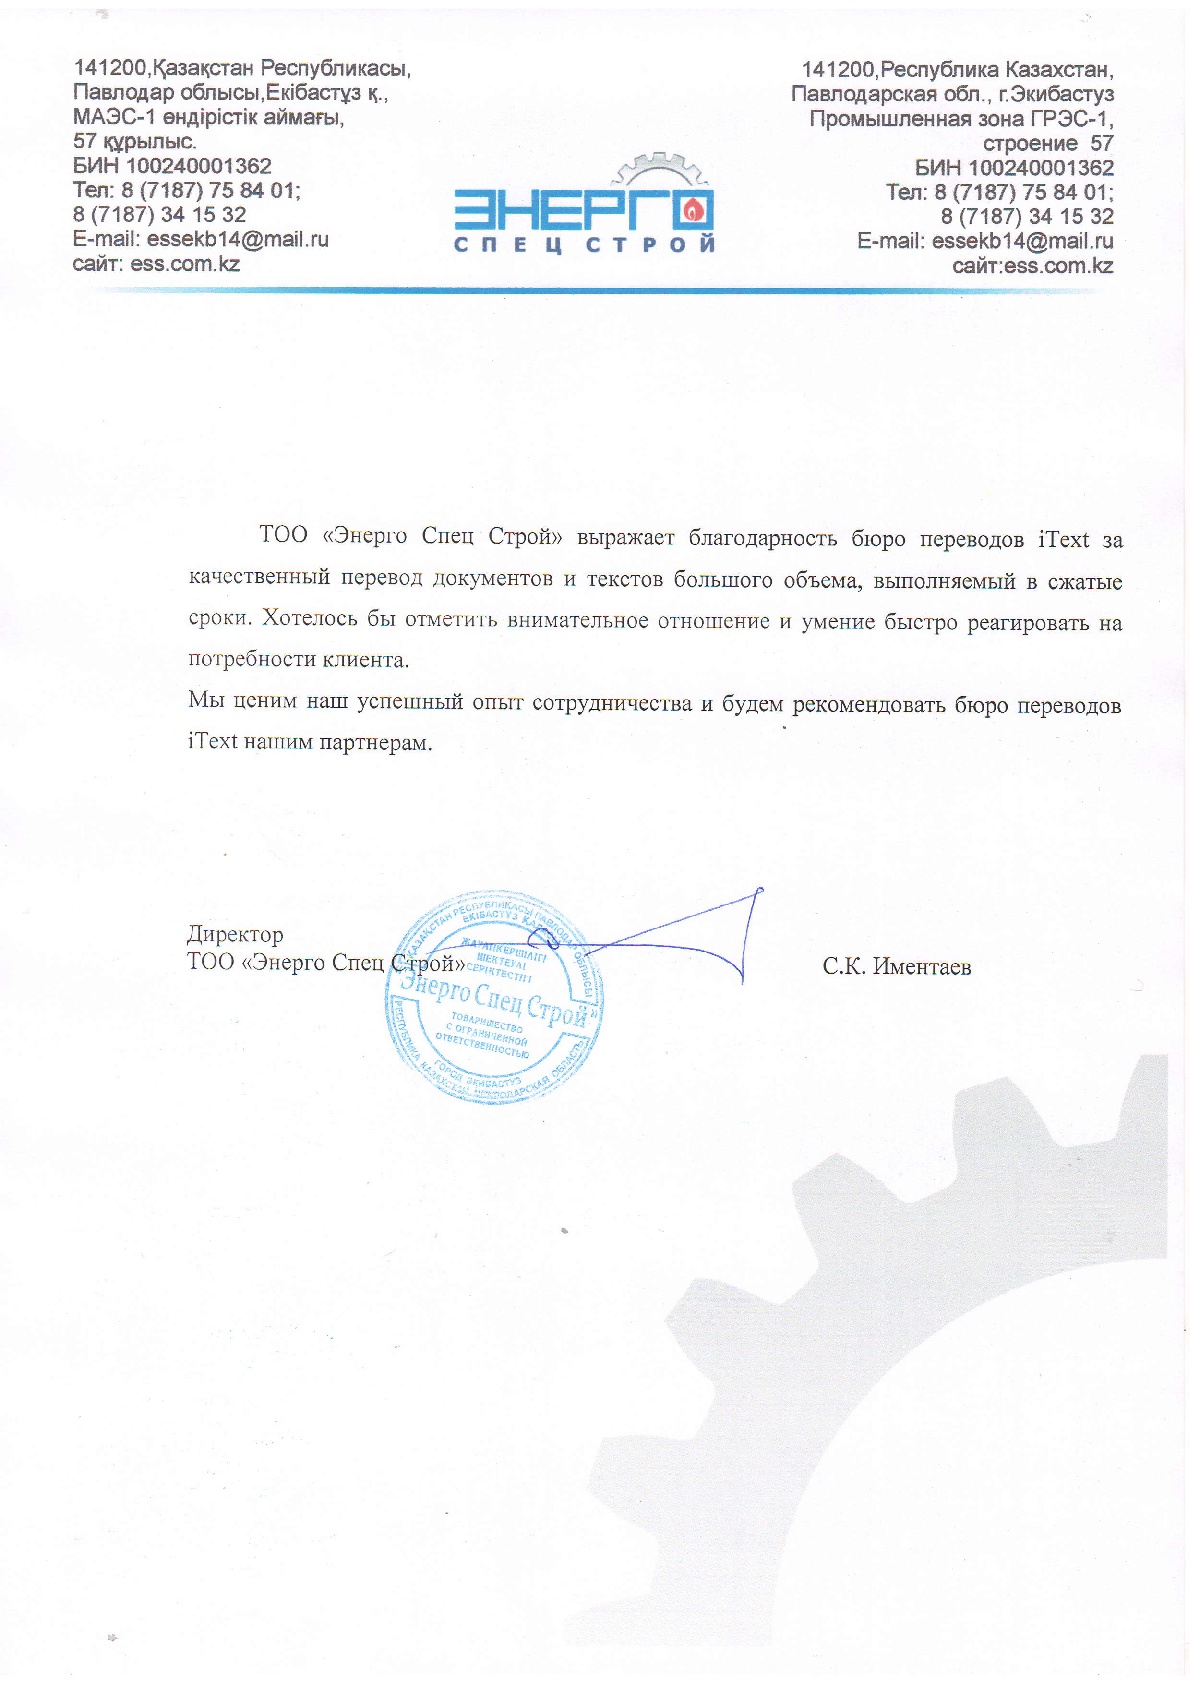 141200,Қазақстан Республикасы,
Павлодар облысы,Екібастұз қ.,
МАЭС-1 өндірістік аймағы,
57 құрылыс.
БИН 100240001362
Тел: 8 (7187) 75 84 01;
8 (7187) 34 15 32
E-mail: essekb14@mail.ru
сайт: ess.com.kz
ЭНЕРГО
СПЕЦСТРОЙ
141200,Республика Казахстан,
Павлодарская обл., г.Экибастуз
Промышленная зона ГРЭС-1,
строение 57
БИН 100240001362
Тел: 8 (7187) 75 84 01;
8 (7187) 34 15 32
E-mail: essekb14@mail.ru
сайт:ess.com.kz
ТОО «Энерго Спец Строй» выражает благодарность бюро переводов iText за
качественный перевод документов и текстов большого объема, выполняемый в сжатые
сроки. Хотелось бы отметить внимательное отношение и умение быстро реагировать на
потребности клиента.
Мы ценим наш успешный опыт сотрудничества и будем рекомендовать бюро переводов
iText нашим партнерам.
Директор
ТОО «Энерго Спец Строй»
С.К. Иментаев
ҚАЗАҚСТАН РЕСПУБЛИКАСЫ ПАВЛОДАР ОБЛЫСЫ
ЕКІБАСТҰЗ
ЖАУАПКЕРШІЛІГІ
ШЕКТЕУЛІ
СЕРІКТЕСТІГІ
Энерго Спец Строй»
ТОВАРИЩЕСТВО
С ОГРАНИЧЕННОЙ
ОТВЕТСТВЕННОСТЬЮ
ГОРОД ЭКИБАСТУЗ
РЕСПУБЛИКА КАЗАХСТАН ПАВЛОДАРСКАЯ ОБЛАСТЬ